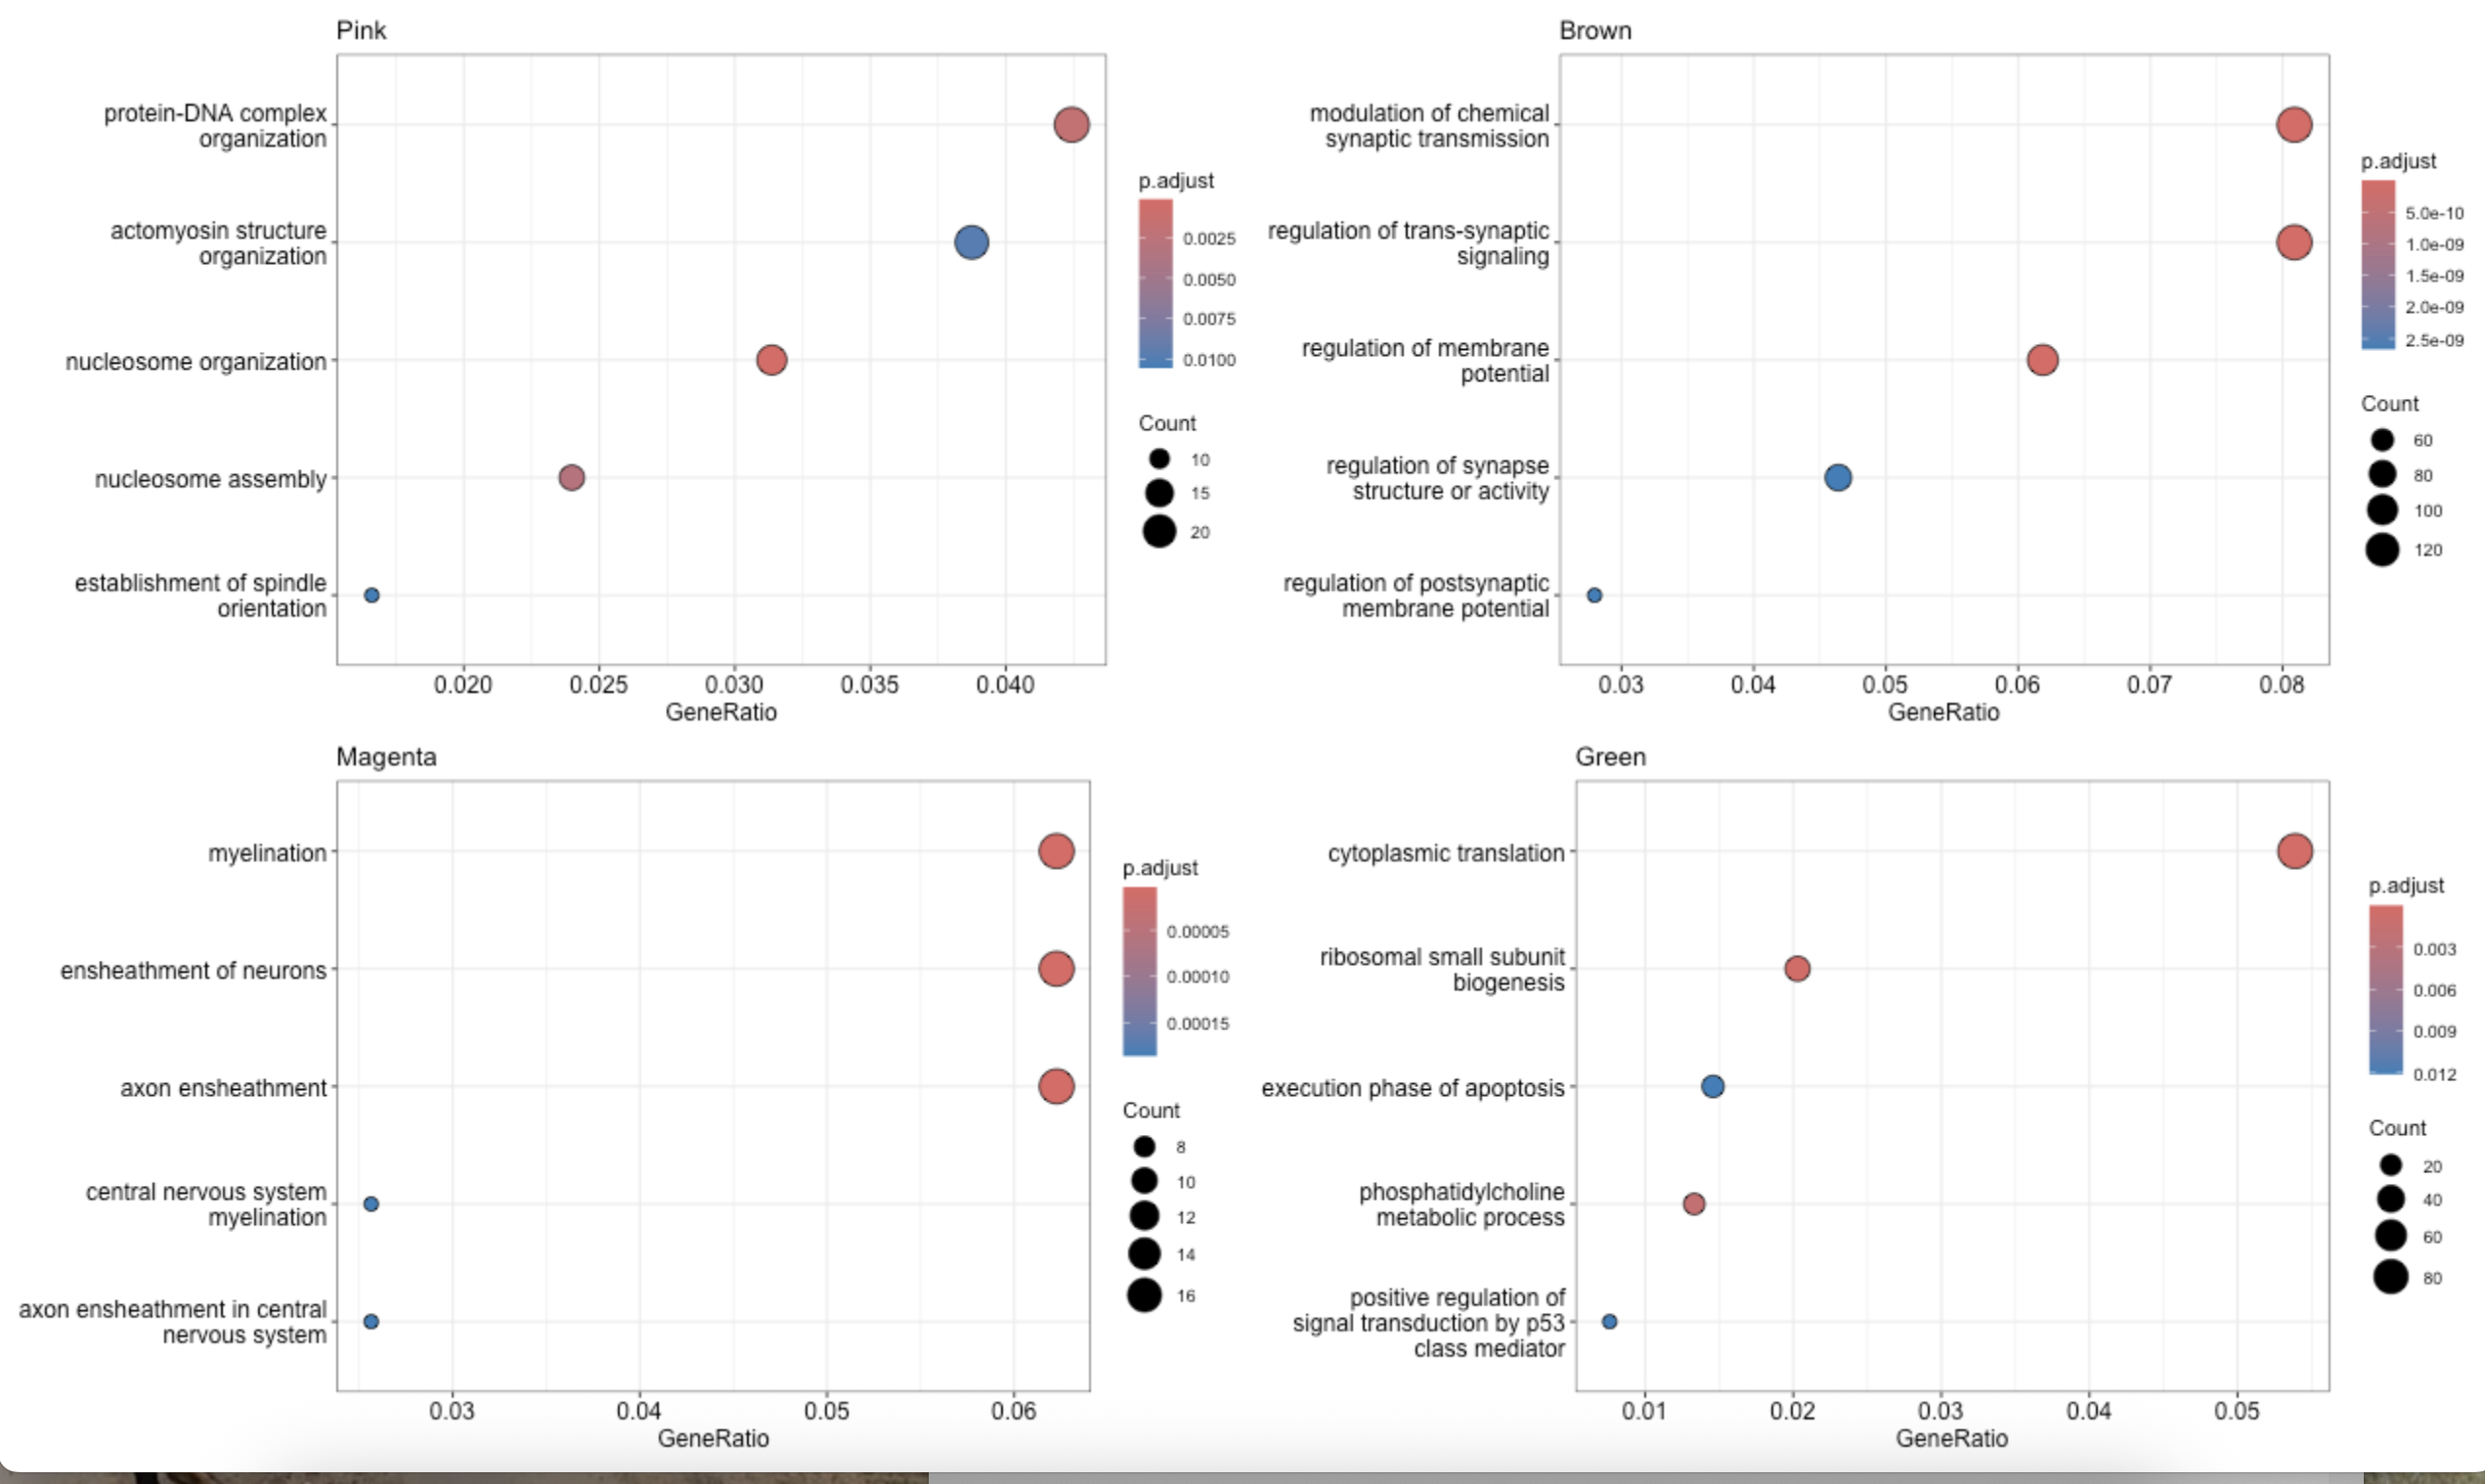 Pink
protein-DNA complex
organization
actomyosin structure
organization
nucleosome organization
nucleosome assembly
establishment of spindle
orientation
0.020 0.025 0.030 0.035 0.040
GeneRatio
p.adjust
0.0025
0.0050
0.0075
0.0100
Count
10
15
20
Brown
modulation of chemical
synaptic transmission
regulation of trans-synaptic
signaling
regulation of membrane
potential
regulation of synapse
structure or activity
regulation of postsynaptic
membrane potential
0.03 0.04 0.05 0.06 0.07 0.08
GeneRatio
p.adjust
5.0e-10
1.0e-09
1.5e-09
2.0e-09
2.5e-09
Count
60
80
100
120
Magenta
myelination
ensheathment of neurons
axon ensheathment
central nervous system
myelination
axon ensheathment in central
nervous system
0.03 0.04 0.05 0.06
GeneRatio
p.adjust
0.00005
0.00010
0.00015
Count
8
10
12
14
16
Green
cytoplasmic translation
ribosomal small subunit
biogenesis
execution phase of apoptosis
phosphatidylcholine
metabolic process
positive regulation of
signal transduction by p53
class mediator
0.01 0.02 0.03 0.04 0.05
GeneRatio
p.adjust
0.003
0.006
0.009
0.012
Count
20
40
60
80